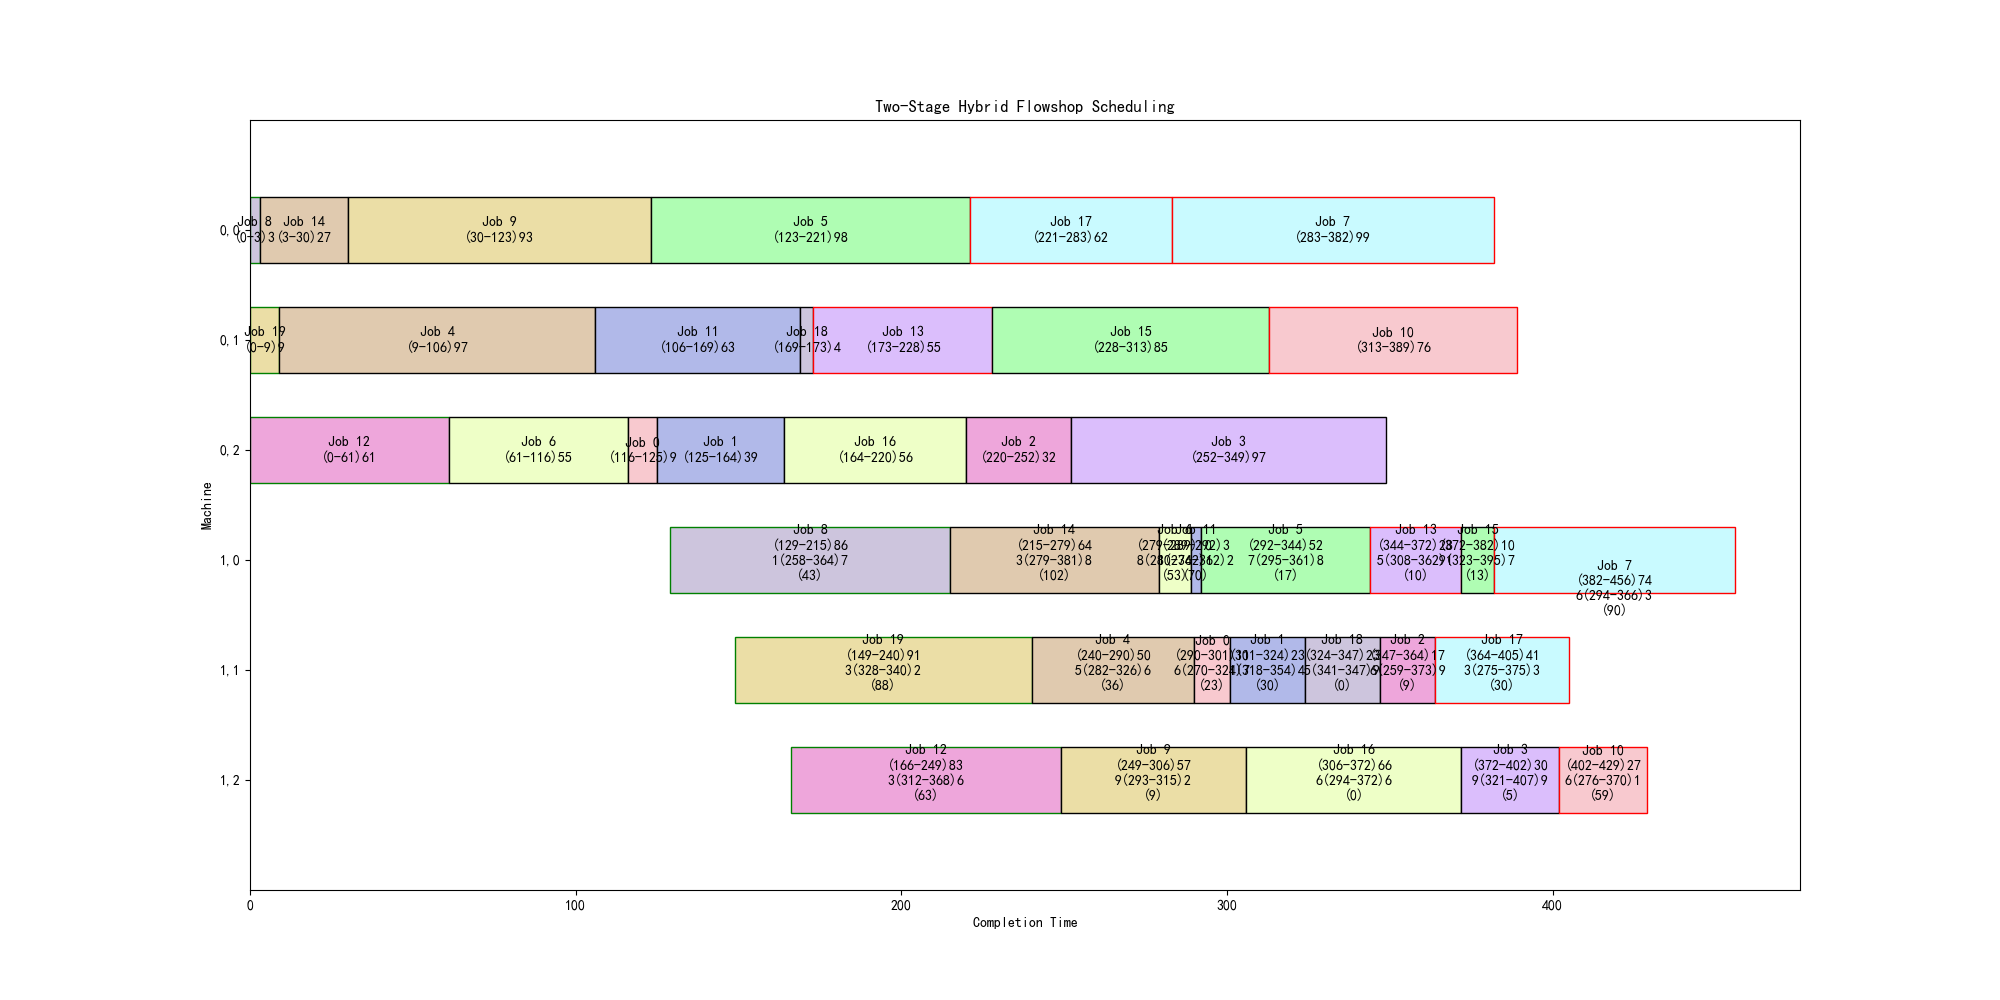 Two-Stage Hybrid Flowshop Scheduling
Machine
0,0
Job 8
(0-3)3
Job 14
(3-30)27
Job 9
(30-123)93
Job 5
(123-221)98
Job 17
(221-283)62
Job 7
(283-382)99
0,1
Job 19
(0-9)9
Job 4
(9-106)97
Job 11
(106-169)63
Job 18
(169-173)4
Job 13
(173-228)55
Job 15
(228-313)85
Job 10
(313-389)76
0,2
Job 12
(0-61)61
Job 6
(61-116)55
Job 0
(116-125)9
Job 1
(125-164)39
Job 16
(164-220)56
Job 2
(220-252)32
Job 3
(252-349)97
1,0
Job 8
(129-215)86
1(258-364)7
(43)
Job 14
(215-279)64
3(279-381)8
(102)
Job 6
(53)
Job 11
(289-292)3
(70)
Job 5
(292-344)52
7(295-361)8
(17)
Job 13
(344-372)28
5(308-362)9
(10)
Job 15
(372-382)10
(323-395)7
(13)
Job 7
(382-456)74
6(294-366)3
(90)
1,1
Job 19
(149-240)91
3(328-340)2
(88)
Job 4
(240-290)50
5(282-326)6
(36)
Job 0
(290-301)11
(23)
Job 1
(301-324)23
(318-354)4
(30)
Job 18
(324-347)23
5(341-347)6
(0)
Job 2
(347-364)17
(259-373)9
(9)
Job 17
(364-405)41
3(275-375)3
(30)
1,2
Job 12
(166-249)83
3(312-368)6
(63)
Job 9
(249-306)57
9(293-315)2
(9)
Job 16
(306-372)66
6(294-372)6
(0)
Job 3
(372-402)30
9(321-407)9
(5)
Job 10
(402-429)27
6(276-370)1
(59)
0
100
200
300
400
Completion Time